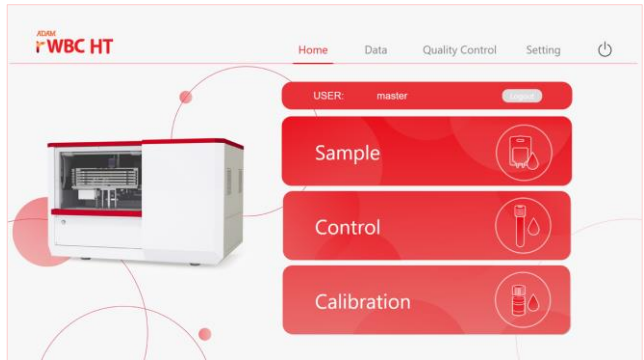 ADAM
rWBC HT
Home Data Quality Control Setting
USER: master Logout
Sample
Control
Calibration